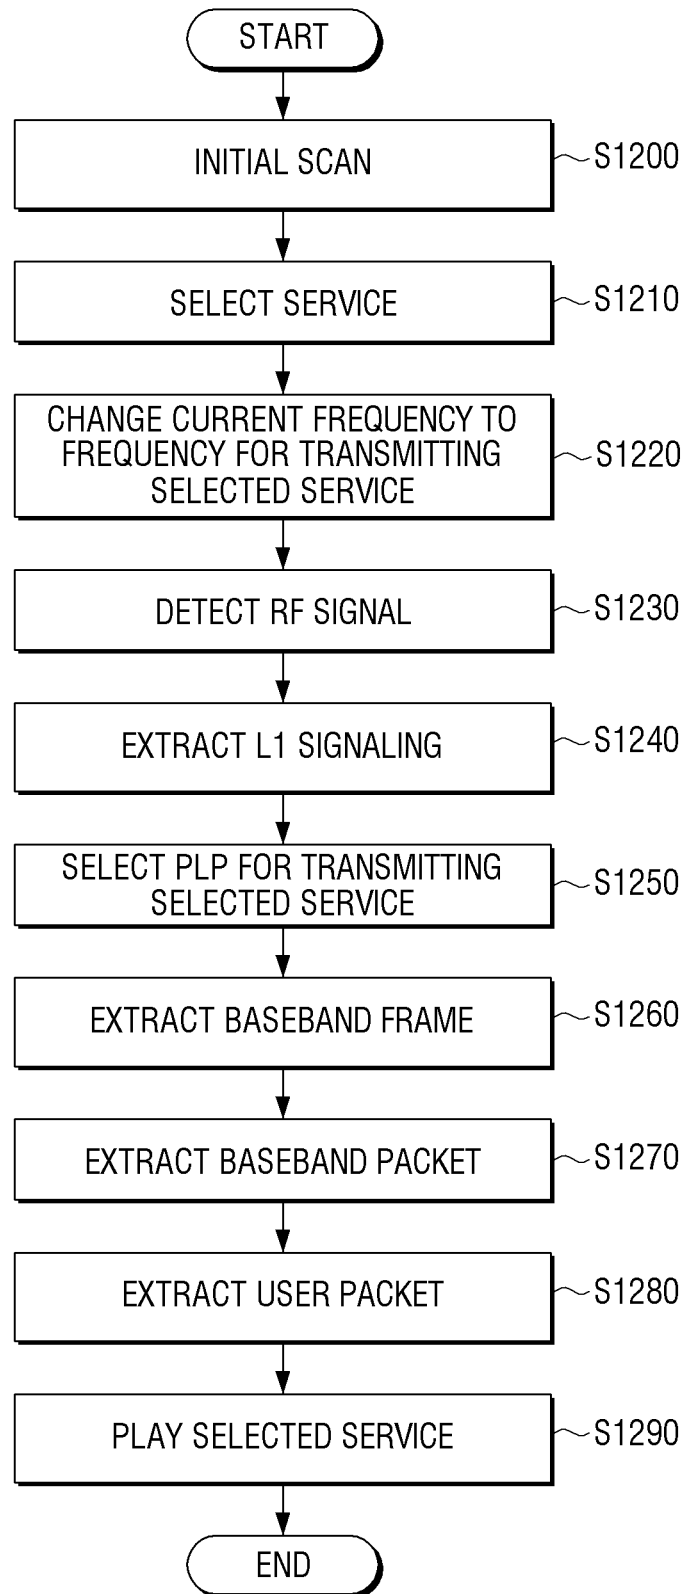 START
INITIAL SCAN
S1200
SELECT SERVICE
S1210
CHANGE CURRENT FREQUENCY TO
FREQUENCY FOR TRANSMITTING
SELECTED SERVICE
S1220
DETECT RF SIGNAL
S1230
EXTRACT L1 SIGNALING
S1240
SELECT PLP FOR TRANSMITTING
SELECTED SERVICE
S1250
EXTRACT BASEBAND FRAME
S1260
EXTRACT BASEBAND PACKET
S1270
EXTRACT USER PACKET
S1280
PLAY SELECTED SERVICE
S1290
END